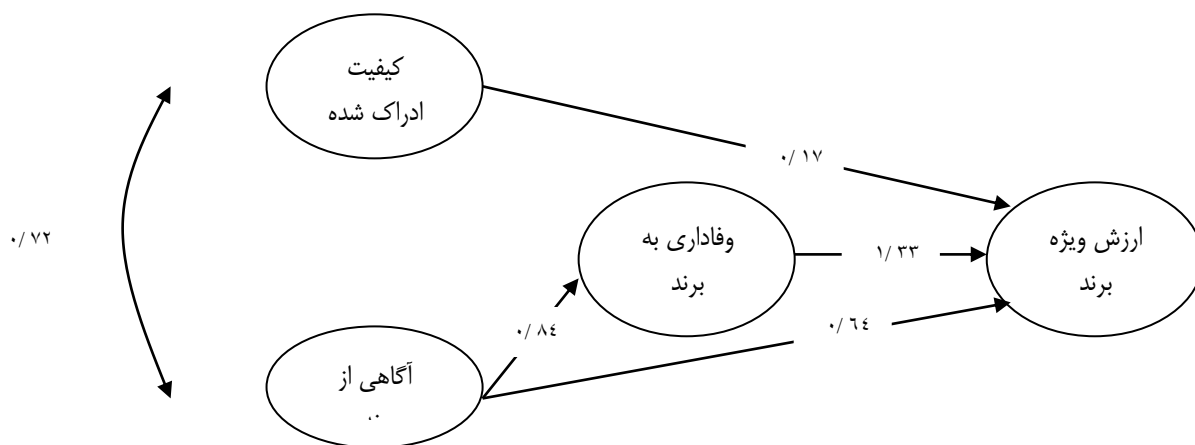 کیفیت
ادراک شده
۰/ ۱۷
۰/ ۷۲
وفاداری به
برند
۱/ ۳۳
ارزش ویژه
برند
۰/ ۸٤
۰/ ٦٤
آگاهی از